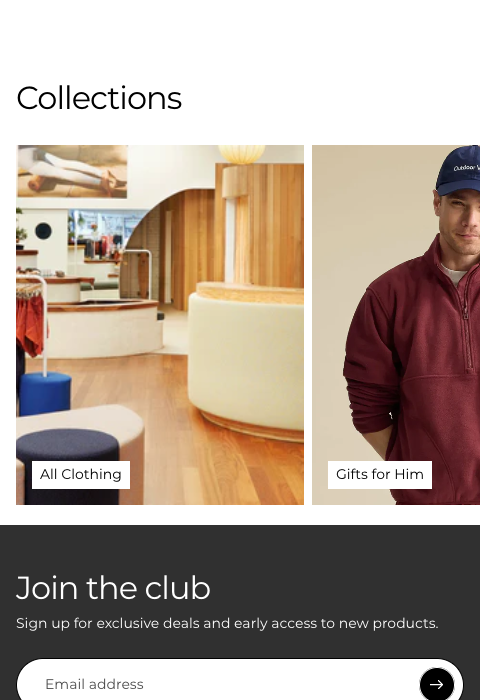 Collections
Outdoor
All Clothing
Gifts for Him
Join the club
Sign up for exclusive deals and early access to new products.
Email address